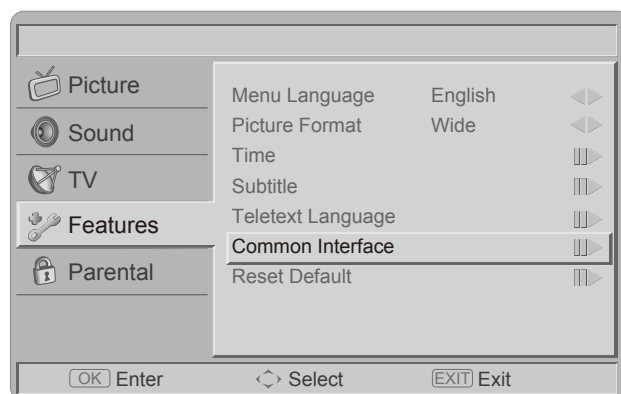 Picture
Sound
TV
Features
Parental
Menu Language English
Picture Format Wide
Time
Subtitle
Teletext Language
Common Interface
Reset Default
OK Enter Select EXIT Exit